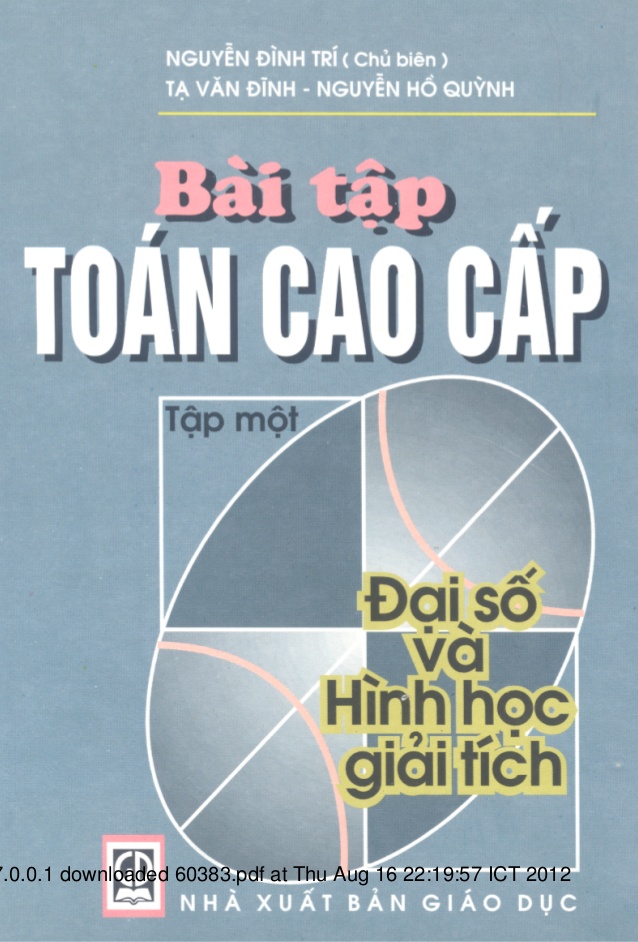 NGUYỄN ĐÌNH TRÍ ( Chủ biên )
TẠ VĂN ĐĨNH - NGUYỄN HỒ QUỲNH
Bài tập
TOÁN CAO CẤP
Tập một
Đại số
và
Hình học
giải tích
7.0.0.1 downloaded 60383.pdf at Thu Aug 16 22:19:57 ICT 2012
NHÀ XUẤT BẢN GIÁO DỤC